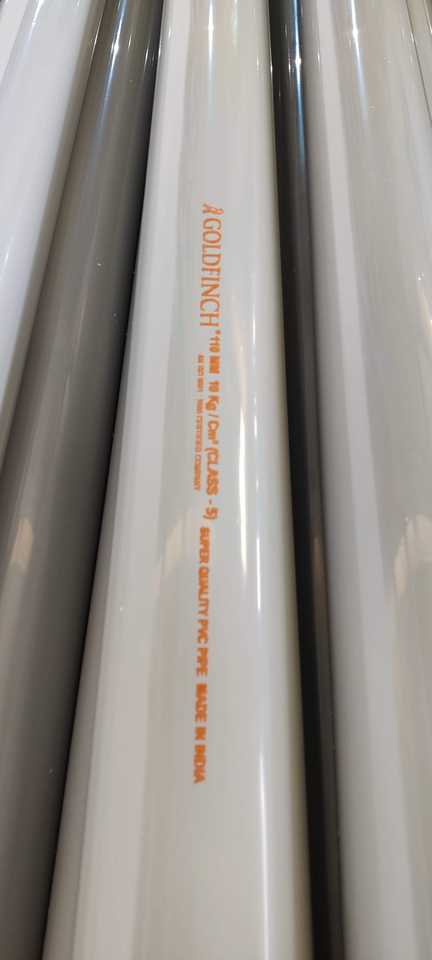 GOLDFINCH® 110 MM 10 Kg / Cm² (CLASS - 5) SUPER QUALITY PVC PIPE MADE IN INDIA
AN ISO 9001 : CERTIFIED COMPANY